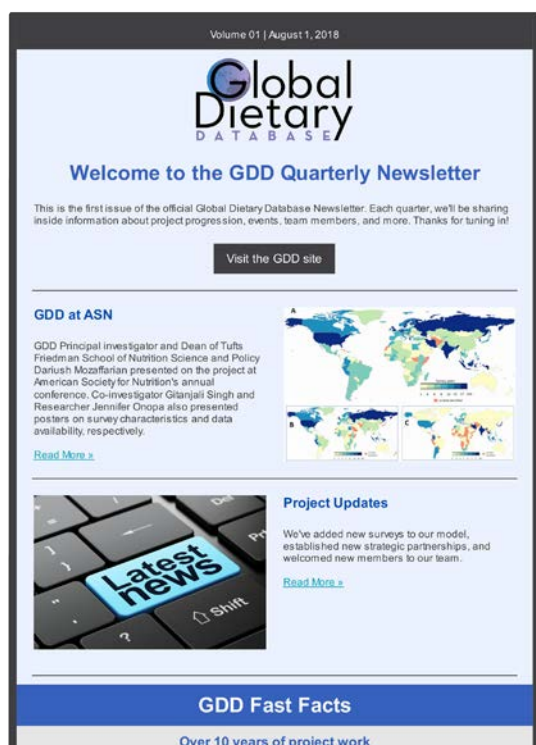 Volume 01 | August 1, 2018
Global
Dietary
DATABASE
Welcome to the GDD Quarterly Newsletter
This is the first issue of the official Global Dietary Database Newsletter. Each quarter, we'll be sharing
inside information about project progression, events, team members, and more. Thanks for tuning in!
Visit the GDD site
GDD at ASN
GDD Principal investigator and Dean of Tufts
Friedman School of Nutrition Science and Policy
Dariush Mozaffarian presented on the project at
American Society for Nutrition's annual
conference. Co-investigator Gitanjali Singh and
Researcher Jennifer Onopa also presented
posters on survey characteristics and data
availability, respectively.
Read More »
A
B
C
Latest
news
Shift
?
Project Updates
We've added new surveys to our model,
established new strategic partnerships, and
welcomed new members to our team.
Read More »
GDD Fast Facts
Over 10 years of project work